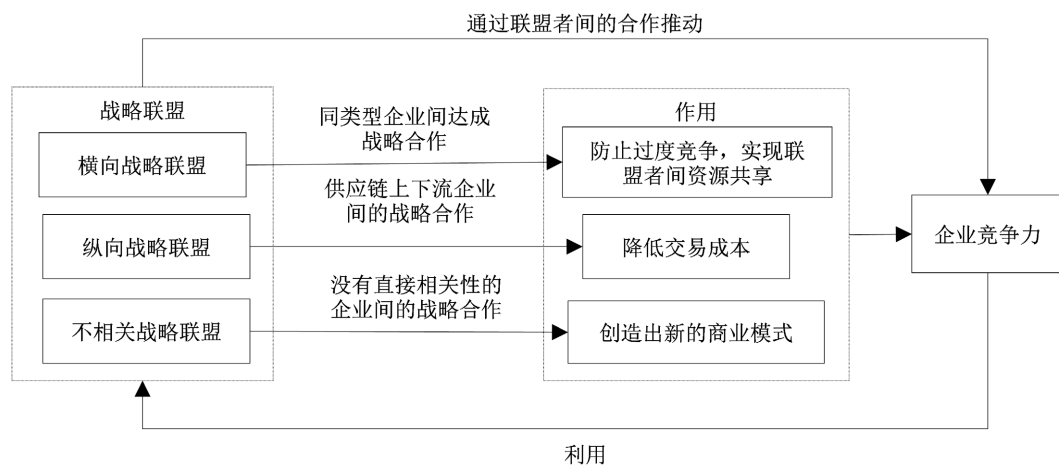 通过联盟者间的合作推动
战略联盟
作用
横向战略联盟
同类型企业间达成
战略合作
防止过度竞争，实现联
盟者间资源共享
纵向战略联盟
供应链上下流企业
间的战略合作
降低交易成本
不相关战略联盟
没有直接相关性的
企业间的战略合作
创造出新的商业模式
企业竞争力
利用